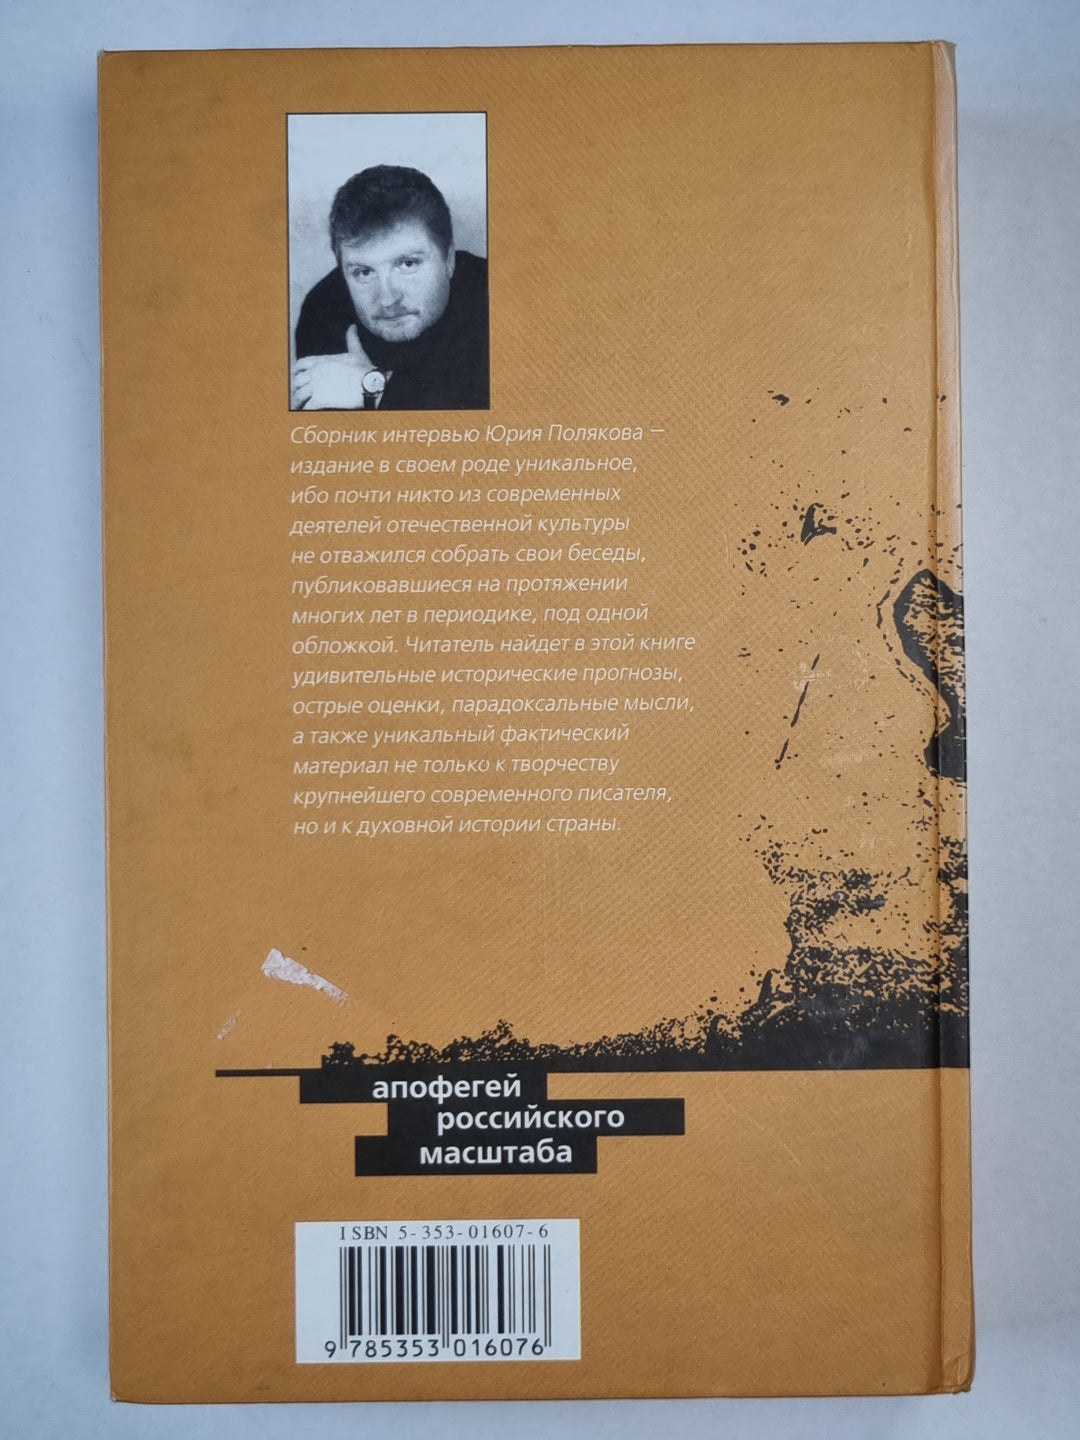 Сборник интервью Юрия Полякова —
издание в своем роде уникальное,
ибо почти никто из современных
деятелей отечественной культуры
не отважился собрать свои беседы,
публиковавшиеся на протяжении
многих лет в периодике, под одной
обложкой. Читатель найдет в этой книге
удивительные исторические прогнозы,
острые оценки, парадоксальные мысли,
а также уникальный фактический
материал не только к творчеству
крупнейшего современного писателя,
но и к духовной истории страны.
апофегей
российского
масштаба
ISBN 5-353-01607-6
9 785353 016076